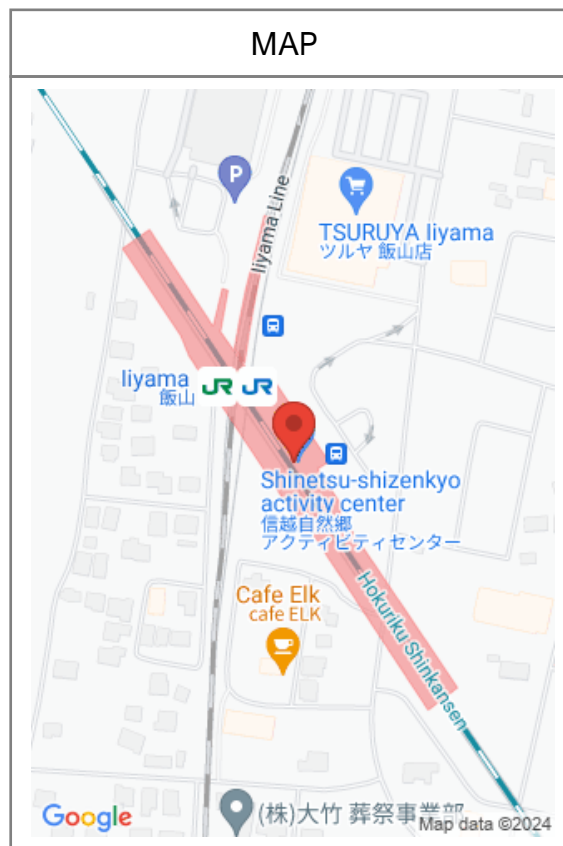 MAP
P
Iiyama Line
TSURUYA Iiyama
ツルヤ 飯山店
Iiyama
飯山
JR JR
Shinetsu-shizenkyo
activity center
信越自然郷
アクティビティセンター
Cafe Elk
cafe ELK
Hokuriku Shinkansen
(株)大竹 葬祭事業部
Google
Map data ©2024